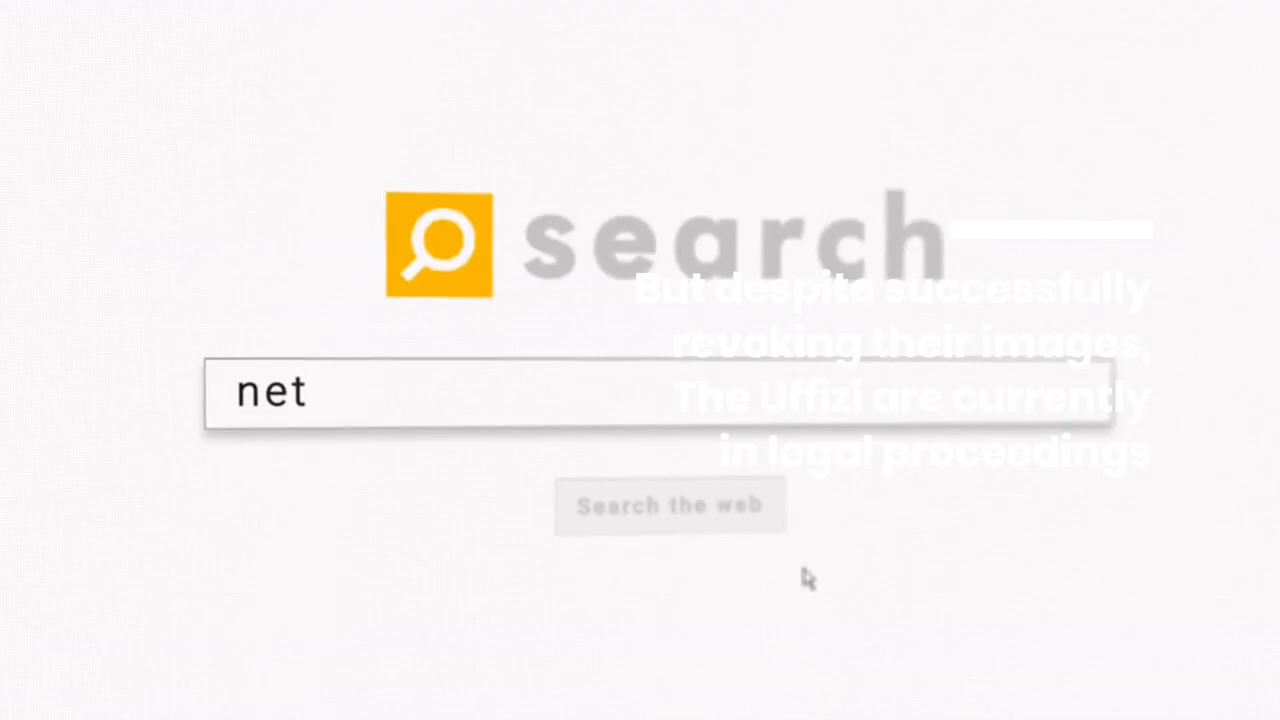 search
But despite successfully
revoking their images,
The Uffizi are currently
in legal proceedings
net
Search the web